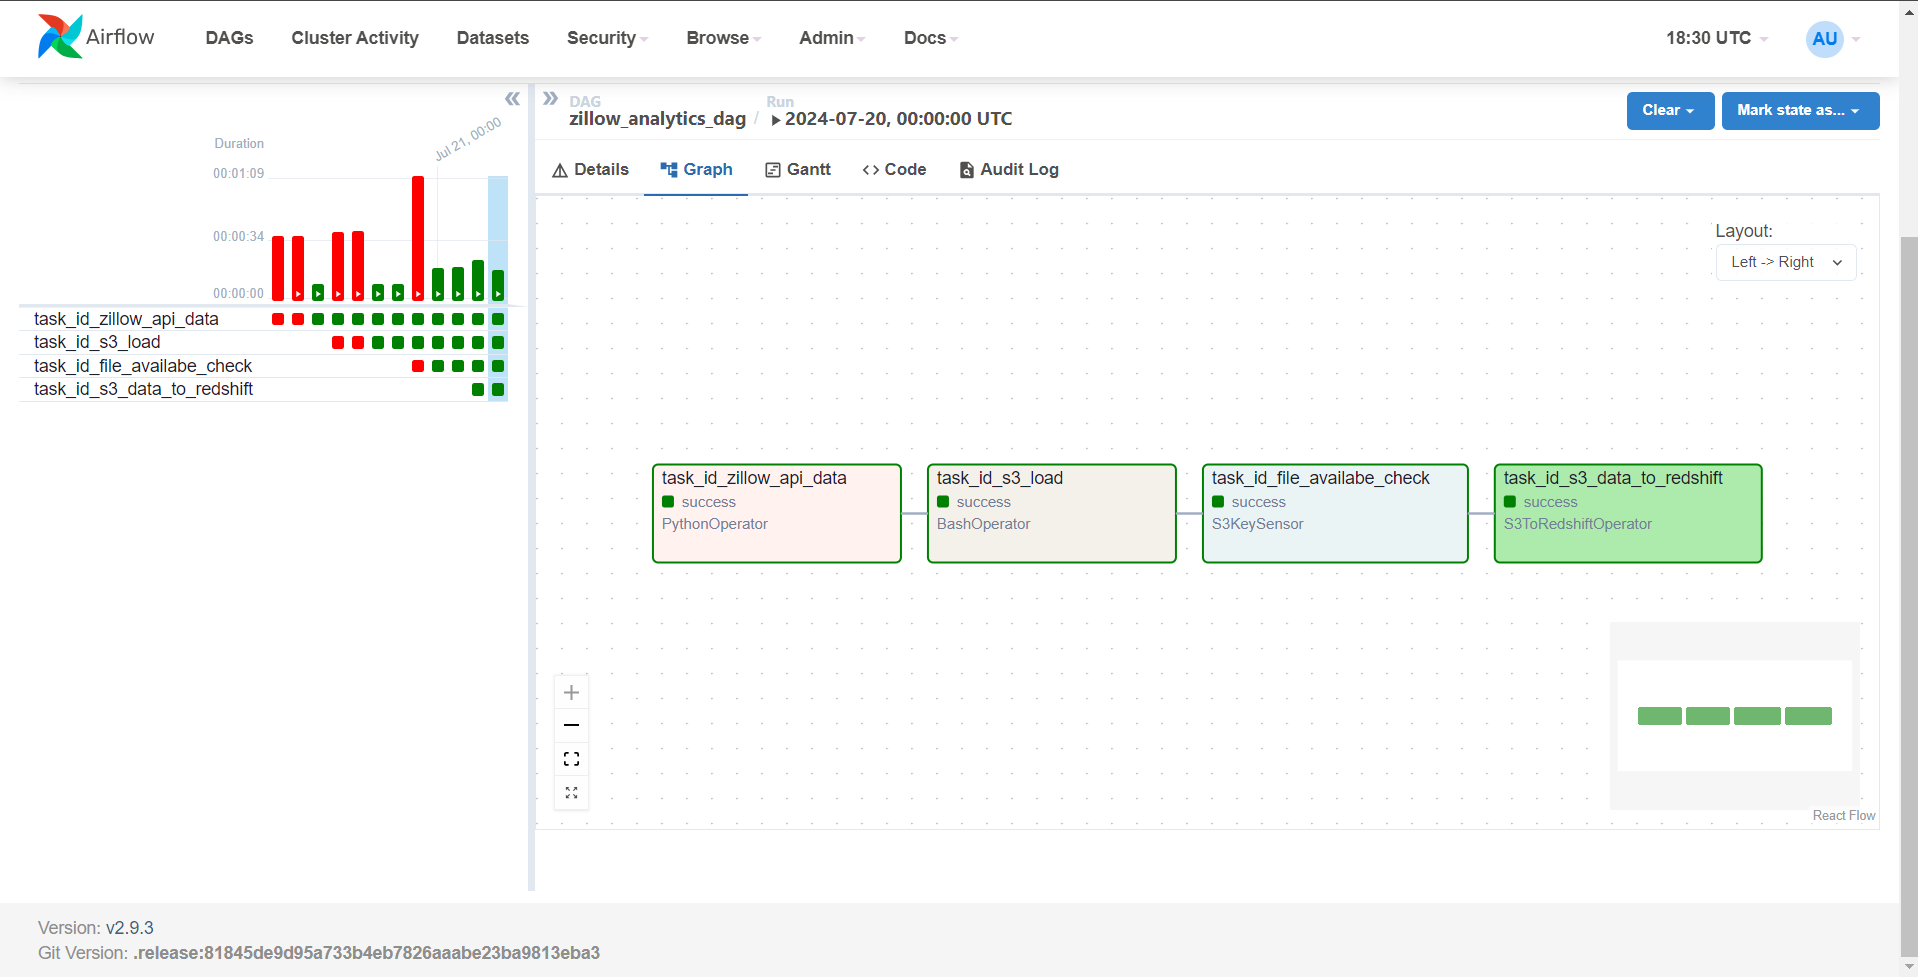 Airflow DAGs Cluster Activity Datasets Security Browse Admin Docs 18:30 UTC AU
DAG Run
zillow_analytics_dag / 2024-07-20, 00:00:00 UTC
Clear Mark state as...
Jul 21, 00:00
Duration
00:01:09
00:00:34
00:00:00
task_id_zillow_api_data
task_id_s3_load
task_id_file_availabe_check
task_id_s3_data_to_redshift
Details Graph Gantt Code Audit Log
Layout:
Left -> Right
task_id_zillow_api_data
success
PythonOperator
task_id_s3_load
success
BashOperator
task_id_file_availabe_check
success
S3KeySensor
task_id_s3_data_to_redshift
success
S3ToRedshiftOperator
React Flow
Version: v2.9.3
Git Version: .release:81845de9d95a733b4eb7826aaabe23ba9813eba3